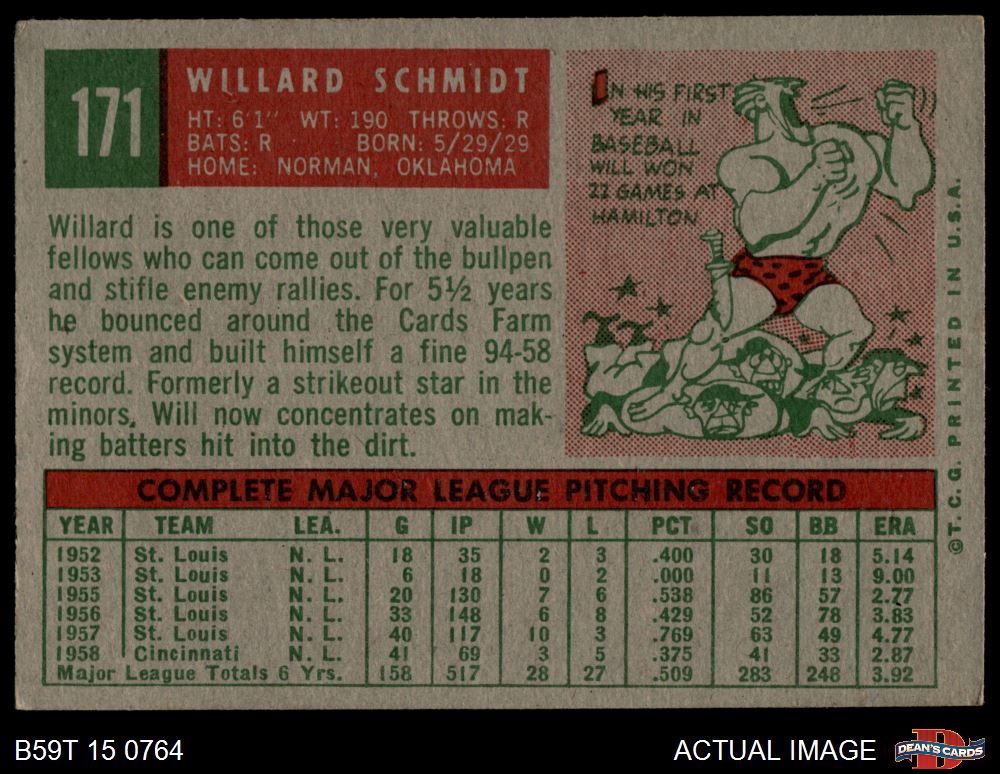 171
WILLARD SCHMIDT
HT: 6'1" WT: 190 THROWS: R
BATS: R BORN: 5/29/29
HOME: NORMAN, OKLAHOMA
Willard is one of those very valuable
fellows who can come out of the bullpen
and stifle enemy rallies. For 5½ years
he bounced around the Cards Farm
system and built himself a fine 94-58
record. Formerly a strikeout star in the
minors, Will now concentrates on mak-
ing batters hit into the dirt.
IN HIS FIRST
YEAR IN
BASEBALL
WILL WON
22 GAMES AT
HAMILTON
COMPLETE MAJOR LEAGUE PITCHING RECORD
YEAR TEAM LEA. G IP W L PCT SO BB ERA
1952 St. Louis N. L. 18 35 2 3 .400 30 18 5.14
1953 St. Louis N. L. 6 18 0 2 .000 11 13 9.00
1955 St. Louis N. L. 20 130 7 6 .538 86 57 2.77
1956 St. Louis N. L. 33 148 6 8 .429 52 78 3.83
1957 St. Louis N. L. 40 117 10 3 .769 63 49 4.77
1958 Cincinnati N. L. 41 69 3 5 .375 41 33 2.87
Major League Totals 6 Yrs. 158 517 28 27 .509 283 248 3.92
©T. C. G. PRINTED IN U.S.A.
B59T 15 0764
ACTUAL IMAGE
DEAN'S CARDS